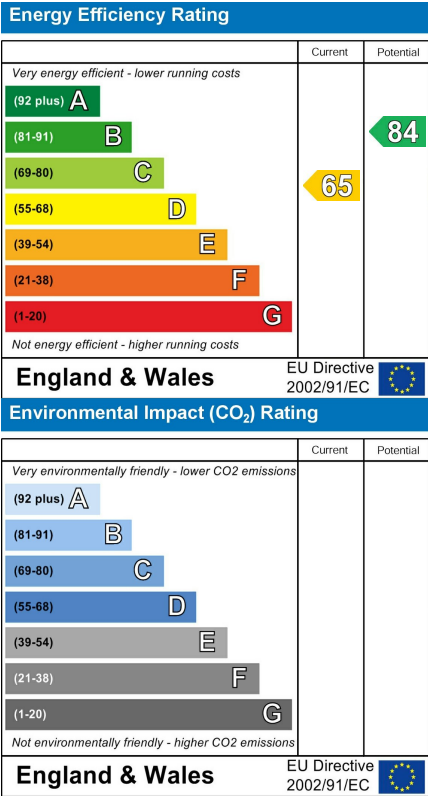 Energy Efficiency Rating
Current Potential
Very energy efficient - lower running costs
(92 plus) A
(81-91) B
84
(69-80) C
65
(55-68) D
(39-54) E
(21-38) F
(1-20) G
Not energy efficient - higher running costs
England & Wales
EU Directive
2002/91/EC
Environmental Impact (CO₂) Rating
Current Potential
Very environmentally friendly - lower CO2 emissions
(92 plus) A
(81-91) B
(69-80) C
(55-68) D
(39-54) E
(21-38) F
(1-20) G
Not environmentally friendly - higher CO2 emissions
England & Wales
EU Directive
2002/91/EC